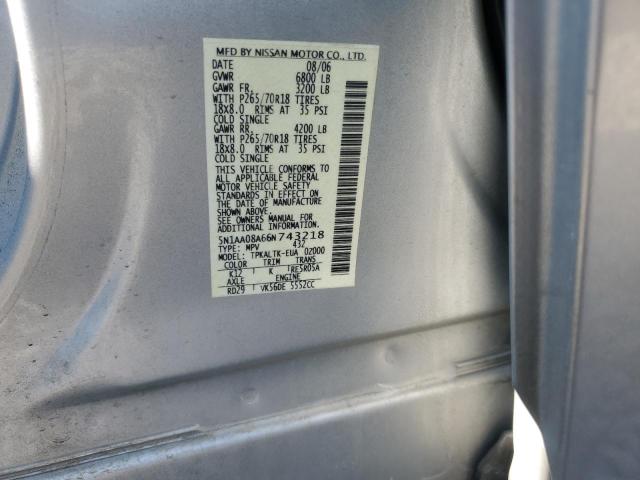 MFD BY NISSAN MOTOR CO., LTD.
DATE 08/06
GVWR 6800 LB
GAWR FR. 3200 LB
WITH P265/70R18 TIRES
18x8.0 RIMS AT 35 PSI
COLD SINGLE
GAWR RR. 4200 LB
WITH P265/70R18 TIRES
18x8.0 RIMS AT 35 PSI
COLD SINGLE
THIS VEHICLE CONFORMS TO
ALL APPLICABLE FEDERAL
MOTOR VEHICLE SAFETY
STANDARDS IN EFFECT ON
THE DATE OF MANUFACTURE
SHOWN ABOVE.
SEE OWNERS MANUAL FOR
ADDITIONAL INFORMATION
5N1AA08A66N743218
TYPE: MPV 432
MODEL: TPKALTK-EUA 02000
COLOR TRIM TRANS
K12 K RE5R05A
AXLE ENGINE
RD29 VK56DE 5552CC